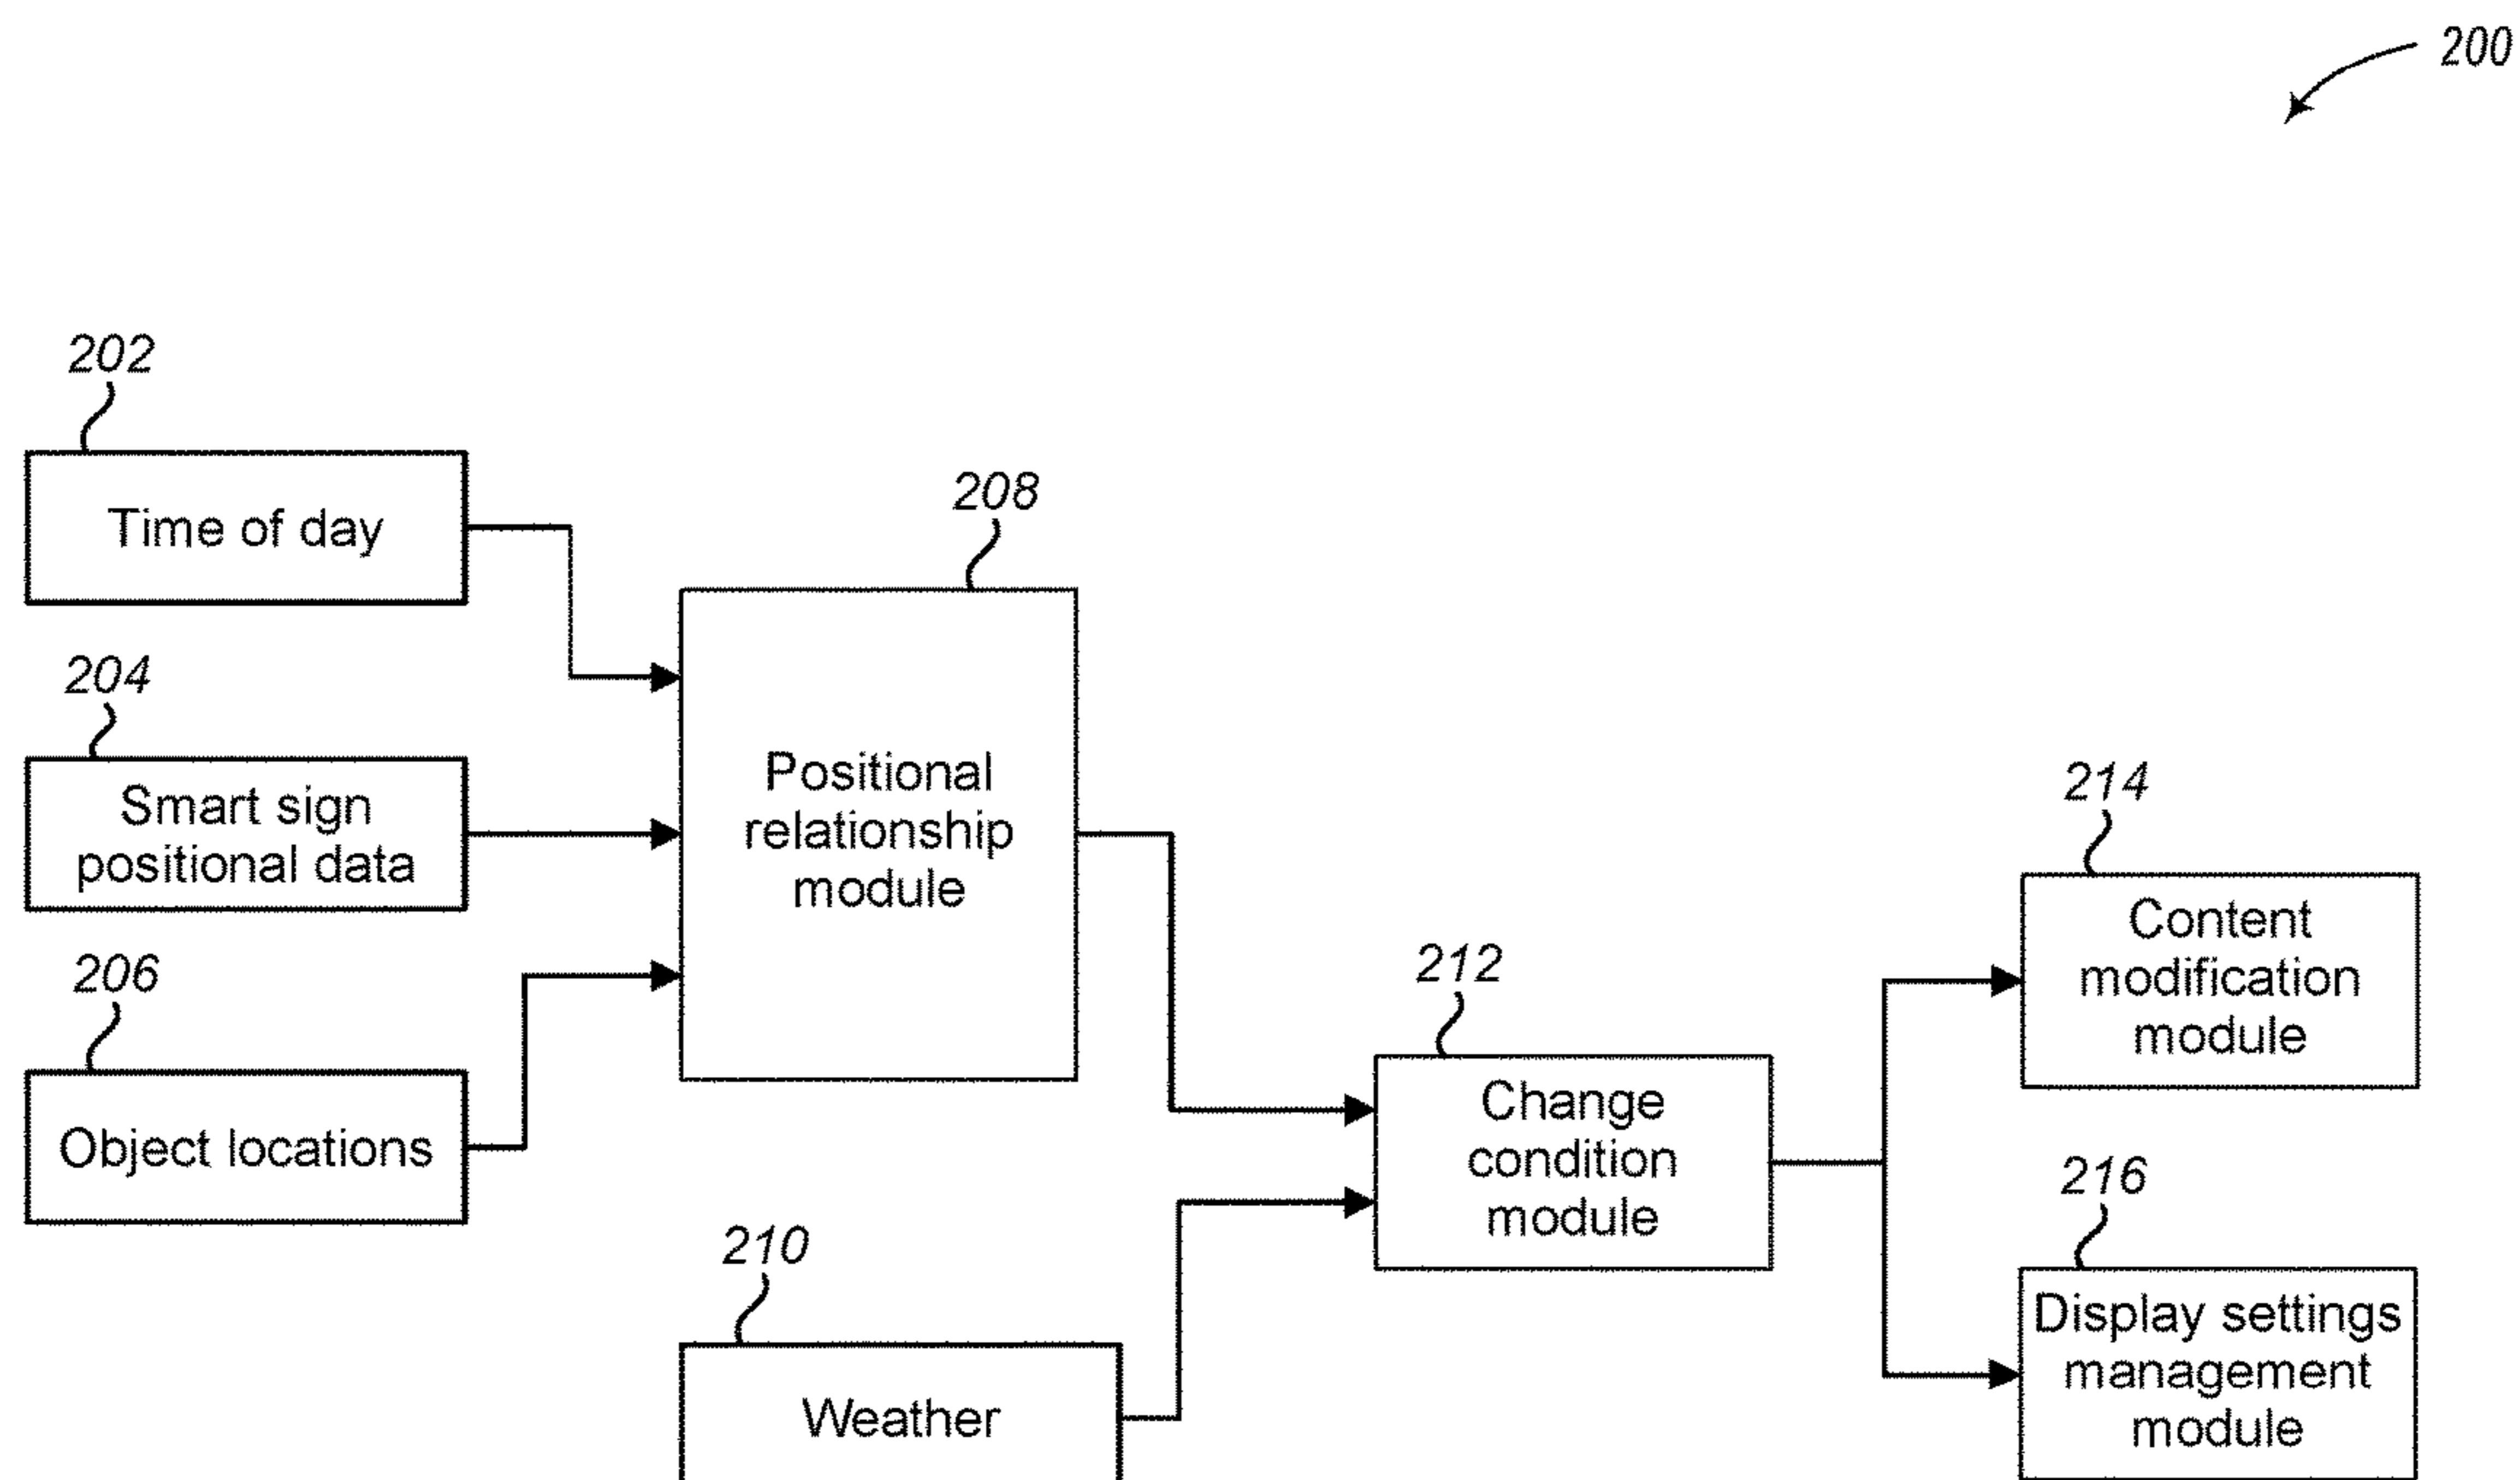 200
202
Time of day
204
Smart sign
positional data
206
Object locations
208
Positional
relationship
module
210
Weather
212
Change
condition
module
214
Content
modification
module
216
Display settings
management
module